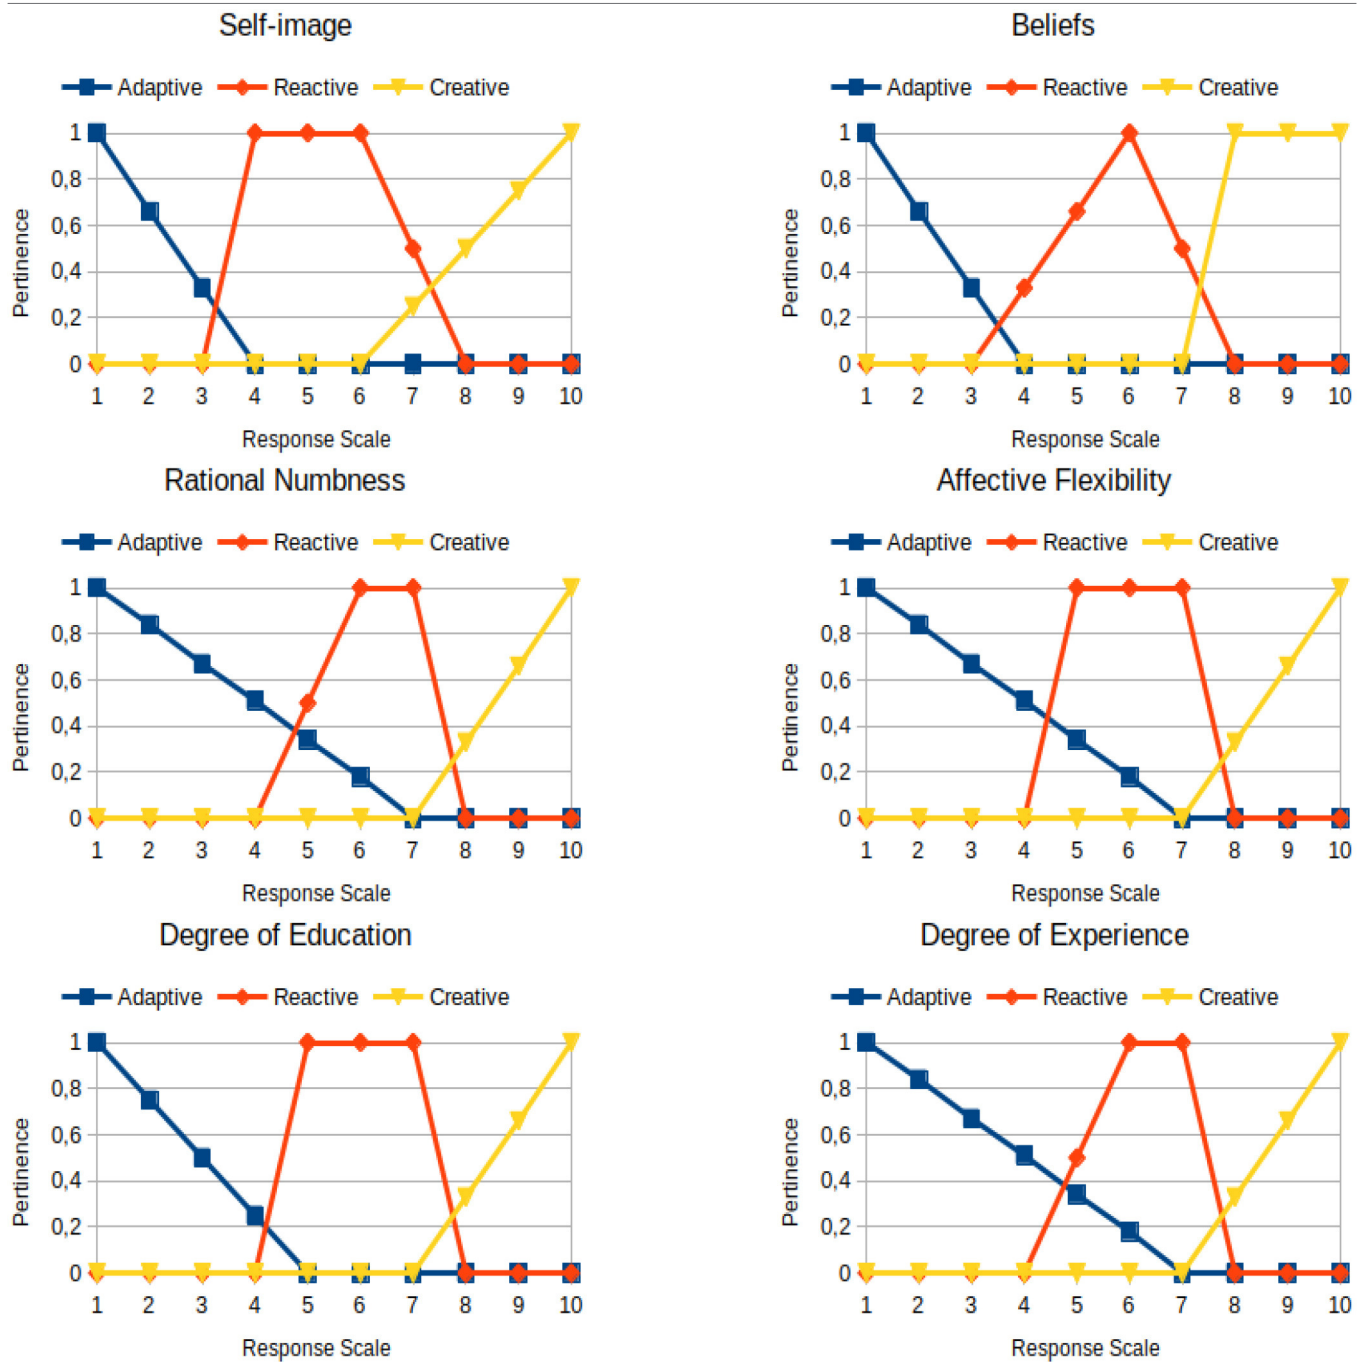 Self-image
Adaptive Reactive Creative
1
0,8
0,6
0,4
0,2
0
Pertinence
1 2 3 4 5 6 7 8 9 10
Response Scale
Beliefs
Adaptive Reactive Creative
1
0,8
0,6
0,4
0,2
0
Pertinence
1 2 3 4 5 6 7 8 9 10
Response Scale
Rational Numbness
Adaptive Reactive Creative
1
0,8
0,6
0,4
0,2
0
Pertinence
1 2 3 4 5 6 7 8 9 10
Response Scale
Affective Flexibility
Adaptive Reactive Creative
1
0,8
0,6
0,4
0,2
0
Pertinence
1 2 3 4 5 6 7 8 9 10
Response Scale
Degree of Education
Adaptive Reactive Creative
1
0,8
0,6
0,4
0,2
0
Pertinence
1 2 3 4 5 6 7 8 9 10
Response Scale
Degree of Experience
Adaptive Reactive Creative
1
0,8
0,6
0,4
0,2
0
Pertinence
1 2 3 4 5 6 7 8 9 10
Response Scale